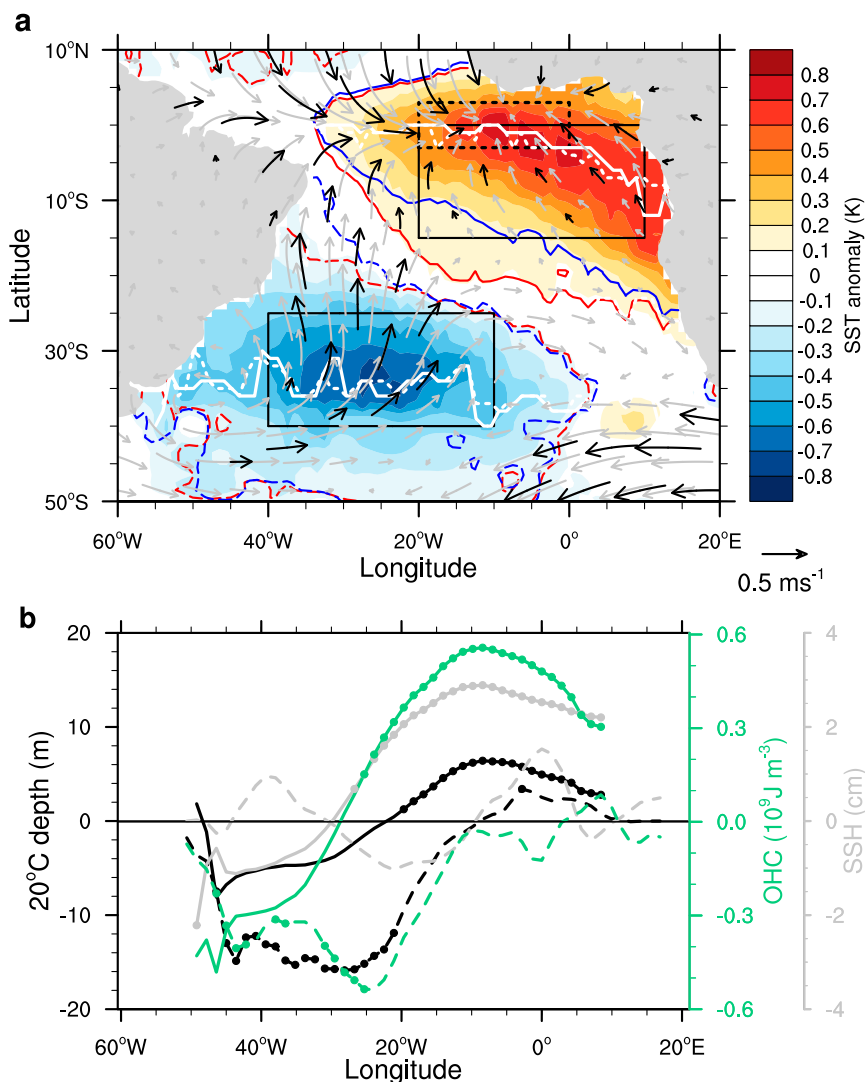 a
10°N
10°S
30°S
50°S
Latitude
60°W
40°W
20°W
0°
20°E
Longitude
0.8
0.7
0.6
0.5
0.4
0.3
0.2
0.1
0
-0.1
-0.2
-0.3
-0.4
-0.5
-0.6
-0.7
-0.8
SST anomaly (K)
0.5 ms⁻¹
b
20
10
0
-10
-20
20°C depth (m)
0.6
0.3
0.0
-0.3
-0.6
OHC (10⁹J m⁻³)
4
2
0
-2
-4
SSH (cm)
60°W
40°W
20°W
0°
20°E
Longitude